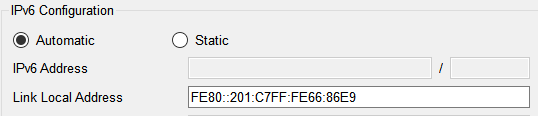 IPv6 Configuration
Automatic Static
IPv6 Address /
Link Local Address FE80::201:C7FF:FE66:86E9